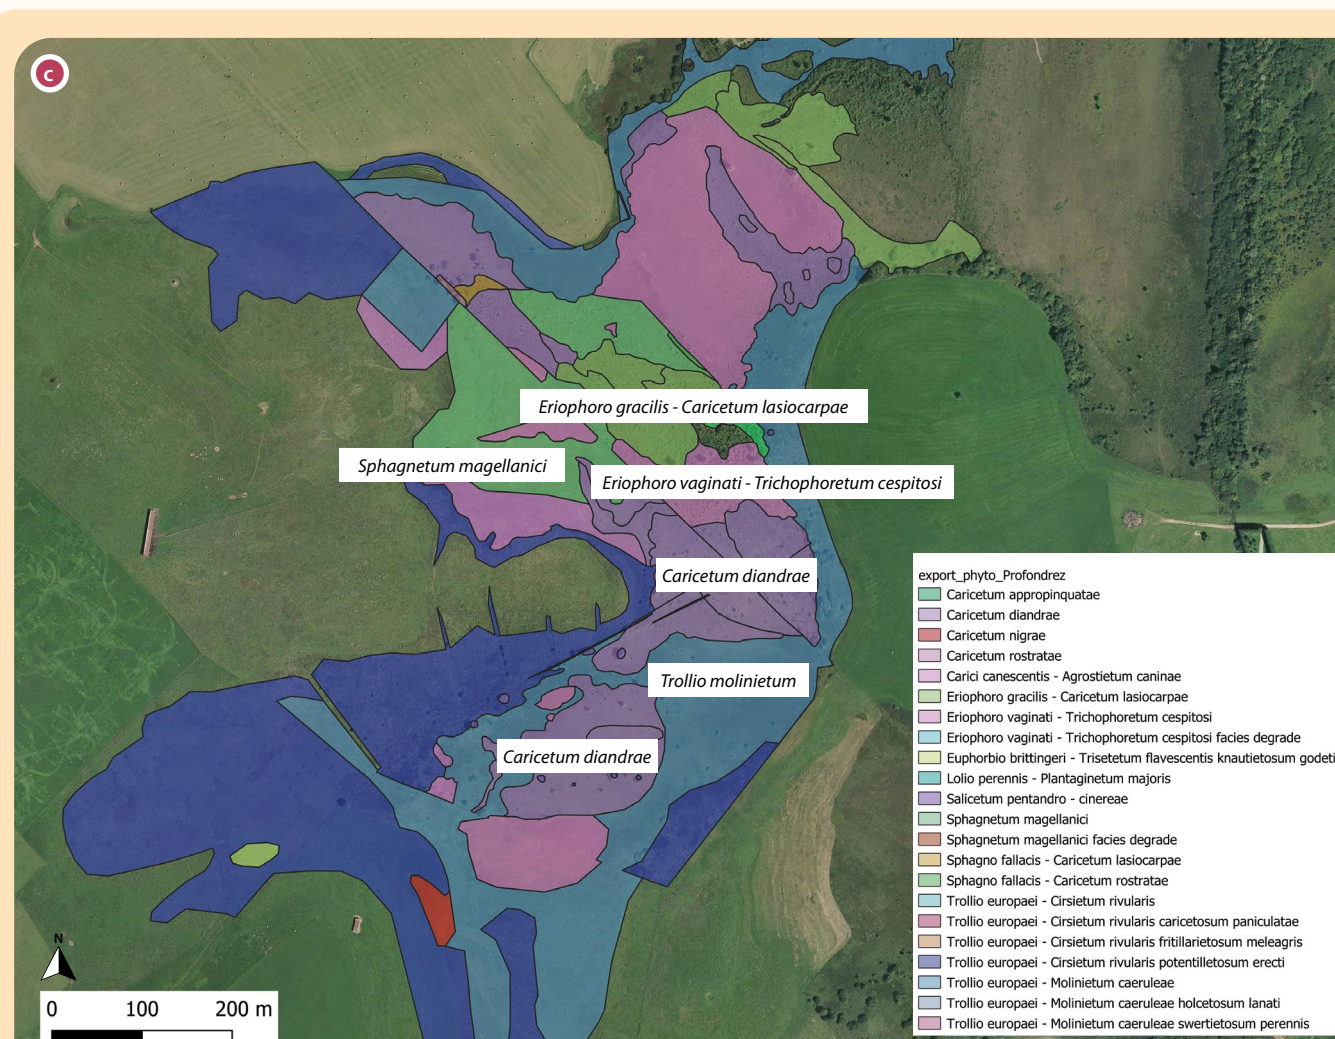 C
Eriophoro gracilis - Caricetum lasiocarpae
Sphagnetum magellanici
Eriophoro vaginati - Trichophoretum cespitosi
Caricetum diandrae
Trollio molinietum
Caricetum diandrae
export_phyto_Profondrez
Caricetum appropinquatae
Caricetum diandrae
Caricetum nigrae
Caricetum rostratae
Carici canescentis - Agrostietum caninae
Eriophoro gracilis - Caricetum lasiocarpae
Eriophoro vaginati - Trichophoretum cespitosi
Eriophoro vaginati - Trichophoretum cespitosi facies degrade
Euphorbio brittingeri - Trisetetum flavescentis knautietosum godeti
Lolio perennis - Plantaginetum majoris
Salicetum pentandro - cinereae
Sphagnetum magellanici
Sphagnetum magellanici facies degrade
Sphagno fallacis - Caricetum lasiocarpae
Sphagno fallacis - Caricetum rostratae
Trollio europaei - Cirsietum rivularis
Trollio europaei - Cirsietum rivularis caricetosum paniculatae
Trollio europaei - Cirsietum rivularis fritillarietosum meleagris
Trollio europaei - Cirsietum rivularis potentilletosum erecti
Trollio europaei - Molinietum caeruleae
Trollio europaei - Molinietum caeruleae holcetosum lanati
Trollio europaei - Molinietum caeruleae swertietosum perennis
N
0 100 200 m